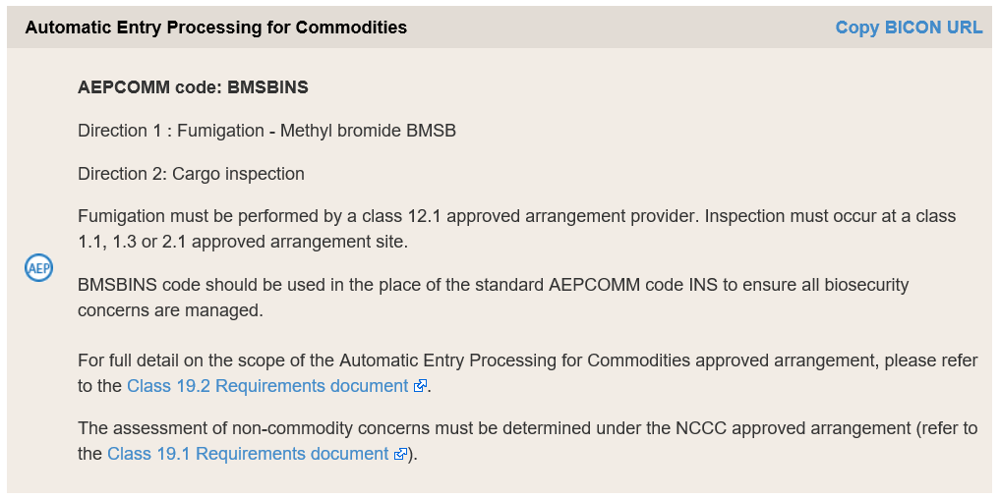 Automatic Entry Processing for Commodities Copy BICON URL
AEPCOMM code: BMSBINS
Direction 1 : Fumigation - Methyl bromide BMSB
Direction 2: Cargo inspection
Fumigation must be performed by a class 12.1 approved arrangement provider. Inspection must occur at a class
1.1, 1.3 or 2.1 approved arrangement site.
AEP
BMSBINS code should be used in the place of the standard AEPCOMM code INS to ensure all biosecurity
concerns are managed.
For full detail on the scope of the Automatic Entry Processing for Commodities approved arrangement, please refer
to the Class 19.2 Requirements document.
The assessment of non-commodity concerns must be determined under the NCCC approved arrangement (refer to
the Class 19.1 Requirements document).